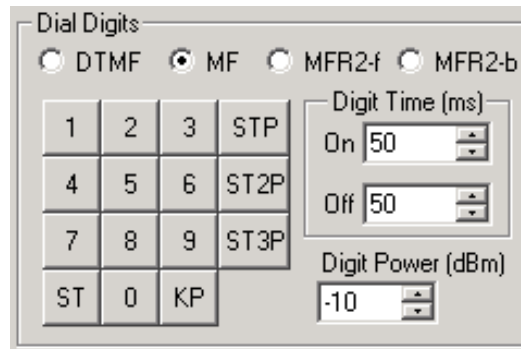 Dial Digits
DTMF MF MFR2-f MFR2-b
1 2 3 STP
4 5 6 ST2P
7 8 9 ST3P
ST 0 KP
Digit Time (ms)
On 50
Off 50
Digit Power (dBm)
-10